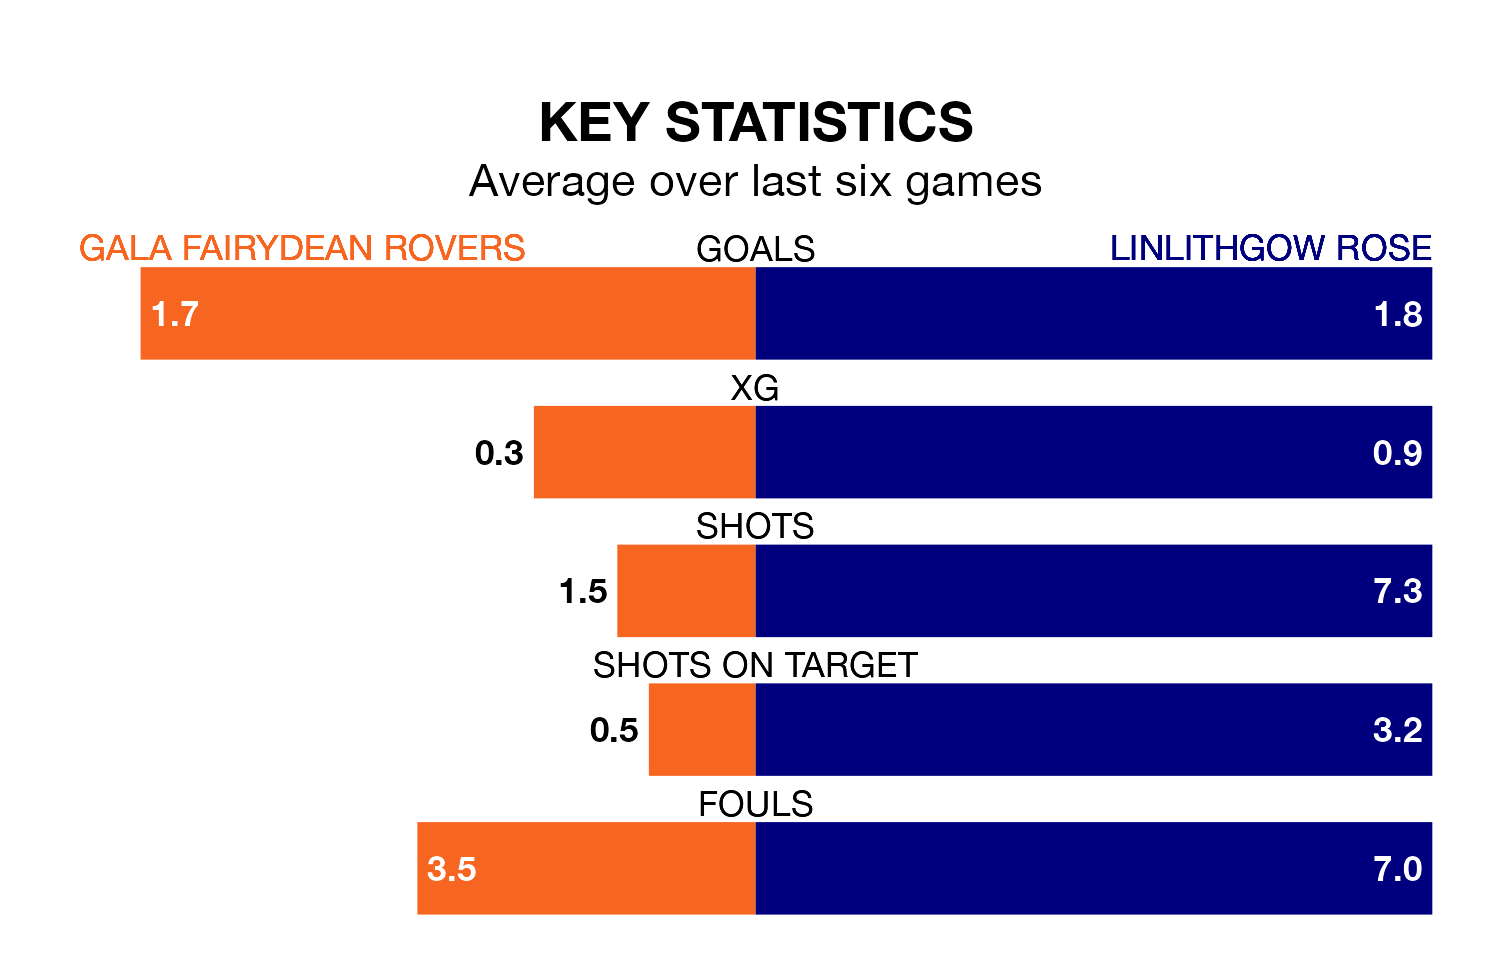 KEY STATISTICS
Average over last six games
GALA FAIRYDEAN ROVERS GOALS LINLITHGOW ROSE
1.7 1.8
XG
0.3 0.9
SHOTS
1.5 7.3
SHOTS ON TARGET
0.5 3.2
FOULS
3.5 7.0